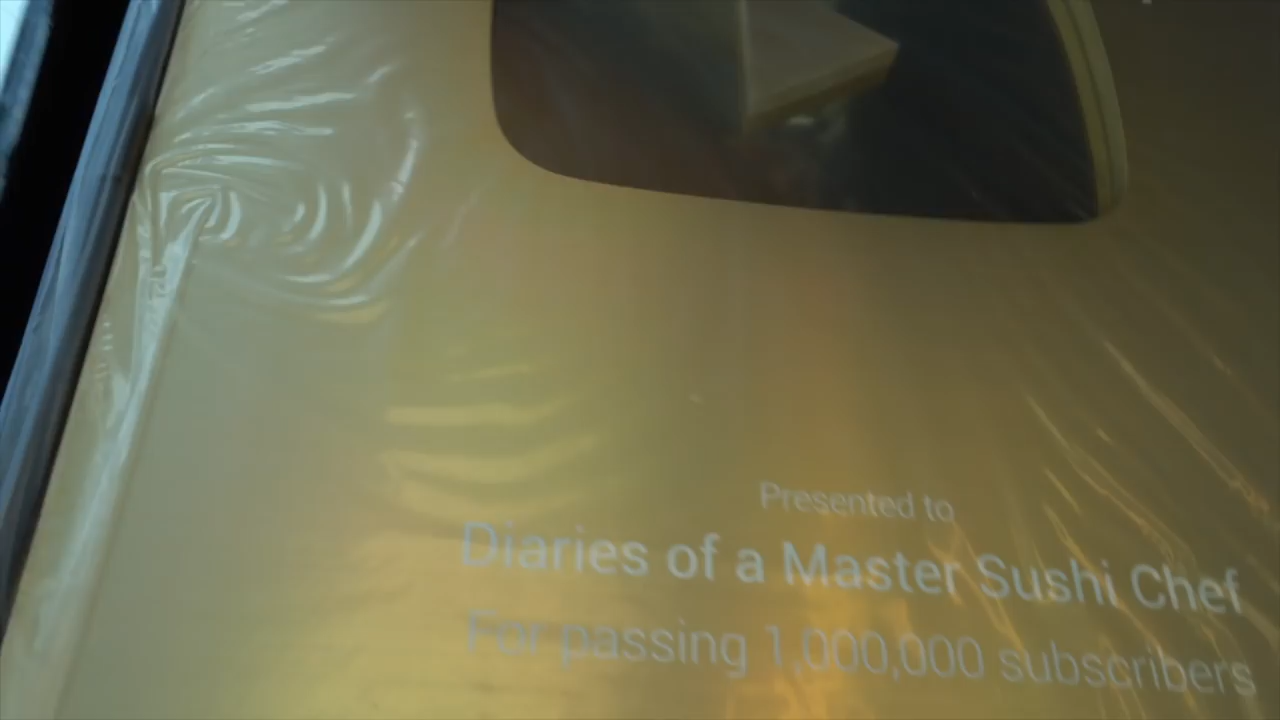 Presented to
Diaries of a Master Sushi Chef
For passing 1,000,000 subscribers